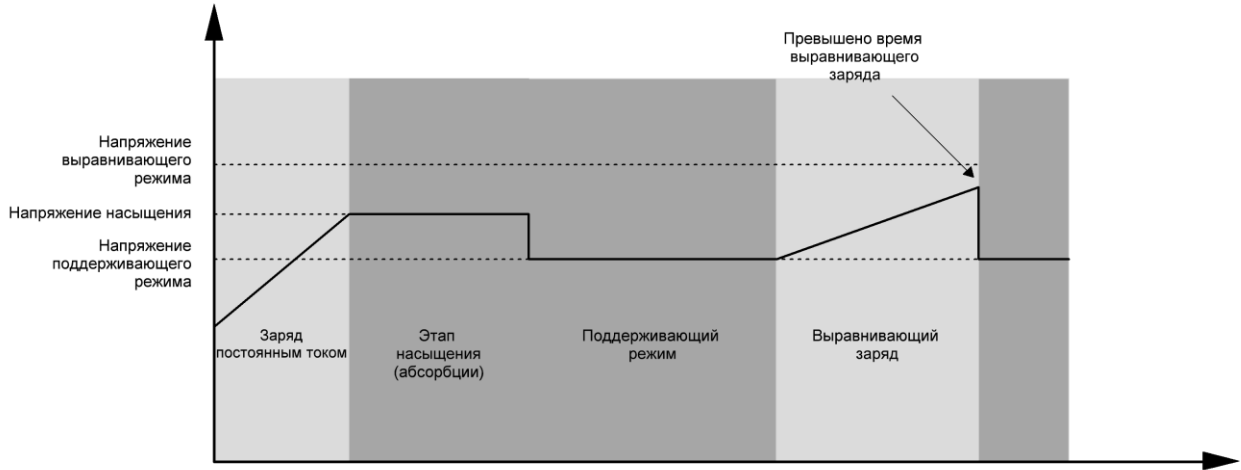 Превышено время
выравнивающего
заряда
Напряжение
выравнивающего
режима
Напряжение насыщения
Напряжение
поддерживающего
режима
Заряд
постоянным током
Этап
насыщения
(абсорбции)
Поддерживающий
режим
Выравнивающий
заряд